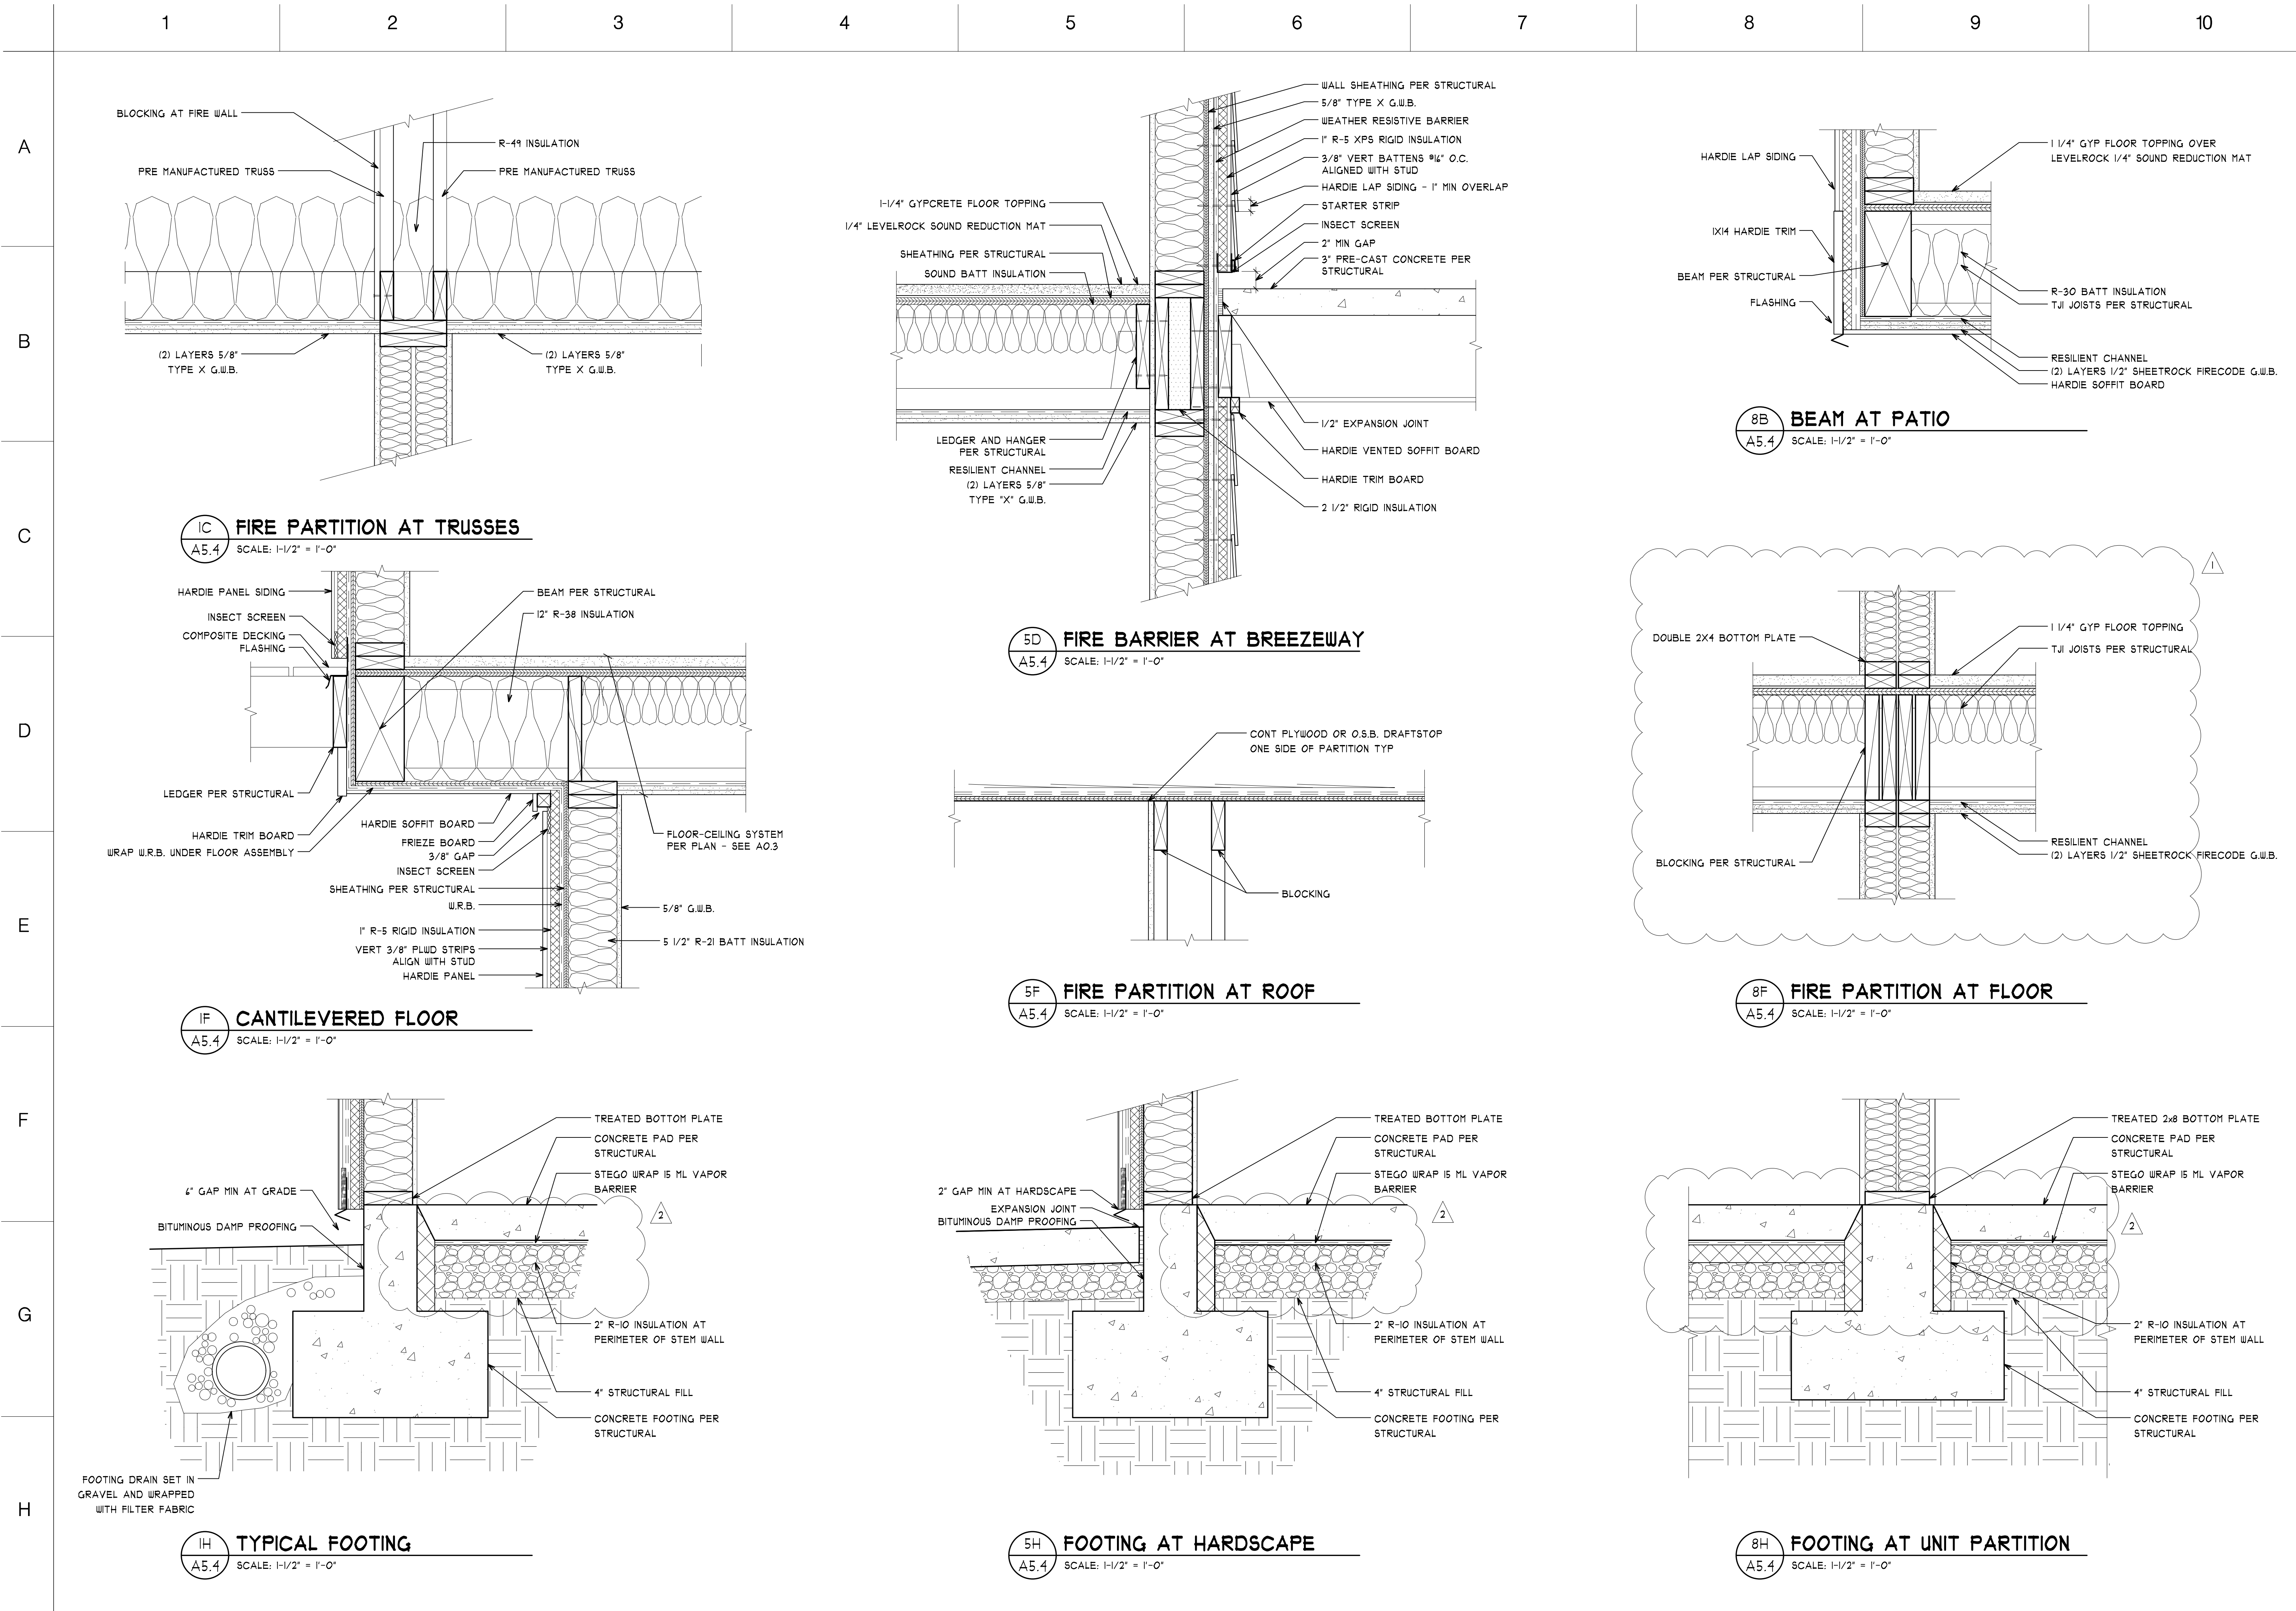 1 2 3 4 5 6 7 8 9 10
A
B
C
D
E
F
G
H
BLOCKING AT FIRE WALL
R-49 INSULATION
PRE MANUFACTURED TRUSS
PRE MANUFACTURED TRUSS
(2) LAYERS 5/8"
TYPE X G.W.B.
(2) LAYERS 5/8"
TYPE X G.W.B.
1C
A5.4
FIRE PARTITION AT TRUSSES
SCALE: 1-1/2" = 1'-0"
WALL SHEATHING PER STRUCTURAL
5/8" TYPE X G.W.B.
WEATHER RESISTIVE BARRIER
1" R-5 XPS RIGID INSULATION
3/8" VERT BATTENS @16" O.C.
ALIGNED WITH STUD
HARDIE LAP SIDING - 1" MIN OVERLAP
STARTER STRIP
INSECT SCREEN
2" MIN GAP
3" PRE-CAST CONCRETE PER
STRUCTURAL
1-1/4" GYPCRETE FLOOR TOPPING
1/4" LEVELROCK SOUND REDUCTION MAT
SHEATHING PER STRUCTURAL
SOUND BATT INSULATION
LEDGER AND HANGER
PER STRUCTURAL
RESILIENT CHANNEL
(2) LAYERS 5/8"
TYPE "X" G.W.B.
1/2" EXPANSION JOINT
HARDIE VENTED SOFFIT BOARD
HARDIE TRIM BOARD
2 1/2" RIGID INSULATION
5D
A5.4
FIRE BARRIER AT BREEZEWAY
SCALE: 1-1/2" = 1'-0"
HARDIE LAP SIDING
1X14 HARDIE TRIM
BEAM PER STRUCTURAL
FLASHING
1 1/4" GYP FLOOR TOPPING OVER
LEVELROCK 1/4" SOUND REDUCTION MAT
R-30 BATT INSULATION
TJI JOISTS PER STRUCTURAL
RESILIENT CHANNEL
(2) LAYERS 1/2" SHEETROCK FIRECODE G.W.B.
HARDIE SOFFIT BOARD
8B
A5.4
BEAM AT PATIO
SCALE: 1-1/2" = 1'-0"
HARDIE PANEL SIDING
INSECT SCREEN
COMPOSITE DECKING
FLASHING
BEAM PER STRUCTURAL
12" R-38 INSULATION
LEDGER PER STRUCTURAL
HARDIE TRIM BOARD
WRAP W.R.B. UNDER FLOOR ASSEMBLY
HARDIE SOFFIT BOARD
FRIEZE BOARD
3/8" GAP
INSECT SCREEN
SHEATHING PER STRUCTURAL
W.R.B.
1" R-5 RIGID INSULATION
VERT 3/8" PLWD STRIPS
ALIGN WITH STUD
HARDIE PANEL
FLOOR-CEILING SYSTEM
PER PLAN - SEE A0.3
5/8" G.W.B.
5 1/2" R-21 BATT INSULATION
1F
A5.4
CANTILEVERED FLOOR
SCALE: 1-1/2" = 1'-0"
CONT PLYWOOD OR O.S.B. DRAFTSTOP
ONE SIDE OF PARTITION TYP
BLOCKING
5F
A5.4
FIRE PARTITION AT ROOF
SCALE: 1-1/2" = 1'-0"
1
DOUBLE 2X4 BOTTOM PLATE
1 1/4" GYP FLOOR TOPPING
TJI JOISTS PER STRUCTURAL
BLOCKING PER STRUCTURAL
RESILIENT CHANNEL
(2) LAYERS 1/2" SHEETROCK FIRECODE G.W.B.
8F
A5.4
FIRE PARTITION AT FLOOR
SCALE: 1-1/2" = 1'-0"
6" GAP MIN AT GRADE
BITUMINOUS DAMP PROOFING
TREATED BOTTOM PLATE
CONCRETE PAD PER
STRUCTURAL
STEGO WRAP 15 ML VAPOR
BARRIER
2
2" R-10 INSULATION AT
PERIMETER OF STEM WALL
4" STRUCTURAL FILL
CONCRETE FOOTING PER
STRUCTURAL
FOOTING DRAIN SET IN
GRAVEL AND WRAPPED
WITH FILTER FABRIC
1H
A5.4
TYPICAL FOOTING
SCALE: 1-1/2" = 1'-0"
2" GAP MIN AT HARDSCAPE
EXPANSION JOINT
BITUMINOUS DAMP PROOFING
TREATED BOTTOM PLATE
CONCRETE PAD PER
STRUCTURAL
STEGO WRAP 15 ML VAPOR
BARRIER
2
2" R-10 INSULATION AT
PERIMETER OF STEM WALL
4" STRUCTURAL FILL
CONCRETE FOOTING PER
STRUCTURAL
5H
A5.4
FOOTING AT HARDSCAPE
SCALE: 1-1/2" = 1'-0"
TREATED 2x8 BOTTOM PLATE
CONCRETE PAD PER
STRUCTURAL
STEGO WRAP 15 ML VAPOR
BARRIER
2
2" R-10 INSULATION AT
PERIMETER OF STEM WALL
4" STRUCTURAL FILL
CONCRETE FOOTING PER
STRUCTURAL
8H
A5.4
FOOTING AT UNIT PARTITION
SCALE: 1-1/2" = 1'-0"